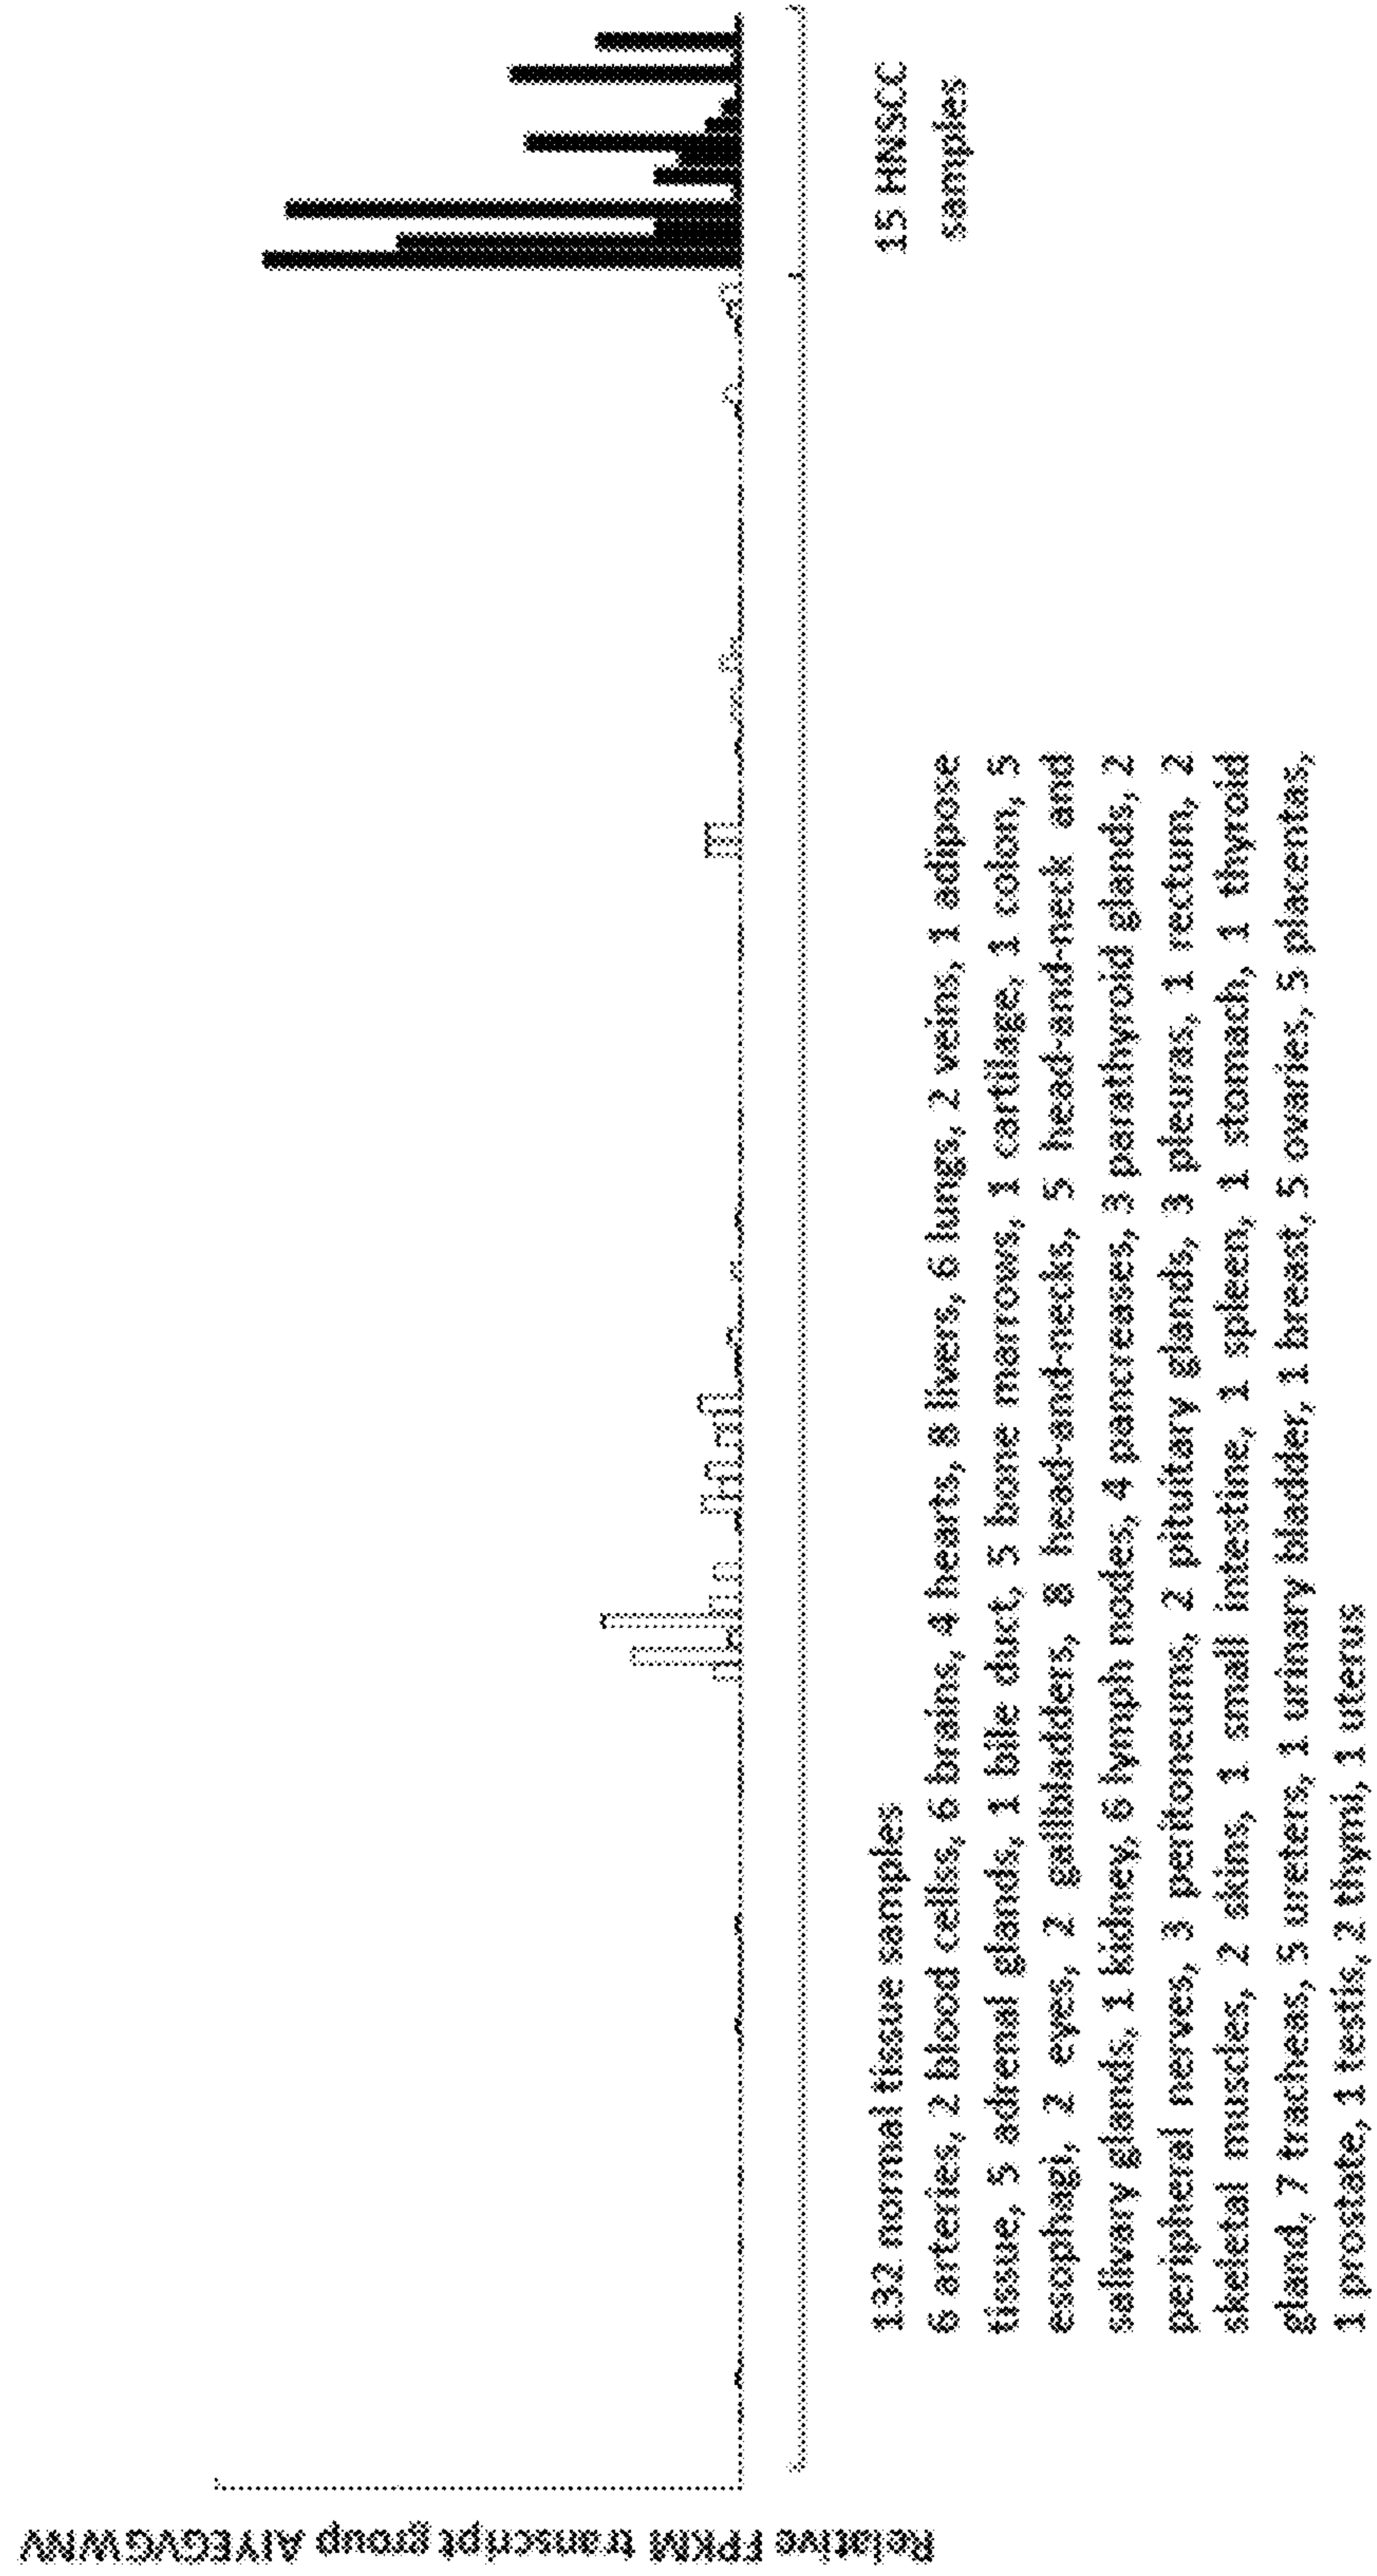 Relative FPKM transcript group AIYEGVGWNV
132 normal tissue samples
6 arteries, 2 blood cells, 6 brains, 4 hearts, 8 livers, 6 lungs, 2 veins, 1 adipose
tissue, 5 adrenal glands, 1 bile duct, 5 bone marrows, 1 cartilage, 1 colon, 5
esophagi, 2 eyes, 2 gallbladders, 8 head-and-necks, 5 head-and-neck and
salivary glands, 1 kidney, 6 lymph nodes, 4 pancreases, 3 parathyroid glands, 2
peripheral nerves, 3 peritoneums, 2 pituitary glands, 3 pleuras, 1 rectum, 2
skeletal muscles, 2 skins, 1 small intestine, 1 spleen, 1 stomach, 1 thyroid
gland, 7 tracheas, 5 ureters, 1 urinary bladder, 1 breast, 5 ovaries, 5 placentas,
1 prostate, 1 testis, 2 thymi, 1 uterus
15 HNSCC
samples